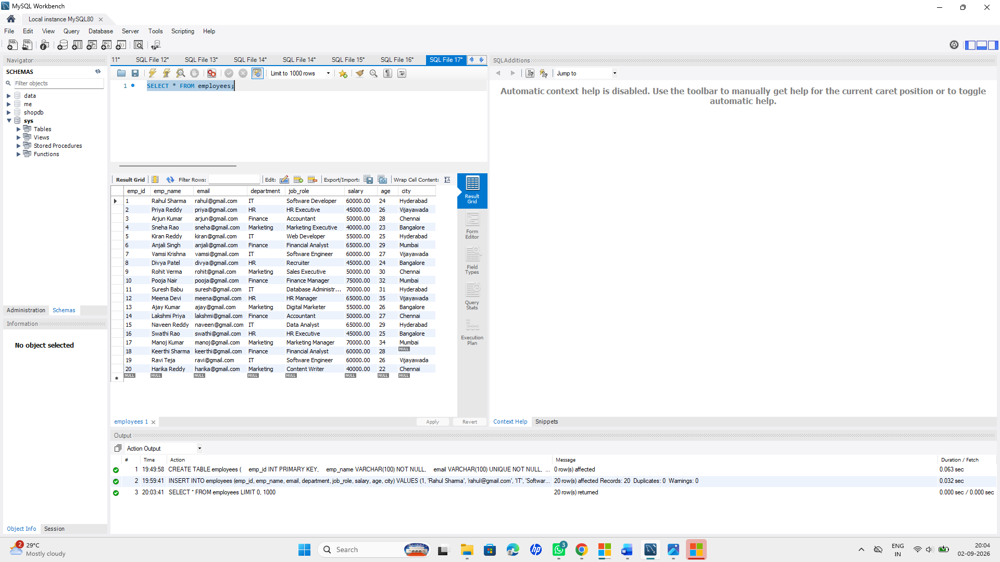 MySQL Workbench
Local instance MySQL80
File Edit View Query Database Server Tools Scripting Help
Navigator
SCHEMAS
Filter objects
data
me
shopdb
sys
Tables
Views
Stored Procedures
Functions
Administration Schemas
Information
No object selected
Object Info Session
11* SQL File 12* SQL File 13* SQL File 14* SQL File 14* SQL File 15* SQL File 16* SQL File 17*
Limit to 1000 rows
1 SELECT * FROM employees;
Result Grid Filter Rows: Edit: Export/Import: Wrap Cell Content:
emp_id emp_name email department job_role salary age city
1 Rahul Sharma rahul@gmail.com IT Software Developer 60000.00 24 Hyderabad
2 Priya Reddy priya@gmail.com HR HR Executive 45000.00 26 Vijayawada
3 Arjun Kumar arjun@gmail.com Finance Accountant 50000.00 28 Chennai
4 Sneha Rao sneha@gmail.com Marketing Marketing Executive 40000.00 23 Bangalore
5 Kiran Reddy kiran@gmail.com IT Web Developer 55000.00 25 Hyderabad
6 Anjali Singh anjali@gmail.com Finance Financial Analyst 65000.00 29 Mumbai
7 Vamsi Krishna vamsi@gmail.com IT Software Engineer 60000.00 27 Vijayawada
8 Divya Patel divya@gmail.com HR Recruiter 45000.00 24 Bangalore
9 Rohit Verma rohit@gmail.com Marketing Sales Executive 50000.00 30 Chennai
10 Pooja Nair pooja@gmail.com Finance Finance Manager 75000.00 32 Mumbai
11 Suresh Babu suresh@gmail.com IT Database Administr... 70000.00 31 Hyderabad
12 Meena Devi meena@gmail.com HR HR Manager 65000.00 35 Vijayawada
13 Ajay Kumar ajay@gmail.com Marketing Digital Marketer 55000.00 26 Bangalore
14 Lakshmi Priya lakshmi@gmail.com Finance Accountant 50000.00 27 Chennai
15 Naveen Reddy naveen@gmail.com IT Data Analyst 65000.00 29 Hyderabad
16 Swathi Rao swathi@gmail.com HR HR Executive 45000.00 25 Bangalore
17 Manoj Kumar manoj@gmail.com Marketing Marketing Manager 70000.00 34 Mumbai
18 Keerthi Sharma keerthi@gmail.com Finance Financial Analyst 60000.00 28 NULL
19 Ravi Teja ravi@gmail.com IT Software Engineer 60000.00 26 Vijayawada
20 Harika Reddy harika@gmail.com Marketing Content Writer 40000.00 22 Chennai
NULL NULL NULL NULL NULL NULL NULL NULL
Result
Grid
Form
Editor
Field
Types
Query
Stats
Execution
Plan
employees 1 Apply Revert
SQLAdditions
Jump to
Automatic context help is disabled. Use the toolbar to manually get help for the current caret position or to toggle
automatic help.
Context Help Snippets
Output
Action Output
# Time Action Message Duration / Fetch
1 19:49:58 CREATE TABLE employees ( emp_id INT PRIMARY KEY, emp_name VARCHAR(100) NOT NULL, email VARCHAR(100) UNIQUE NOT NULL, ... 0 row(s) affected 0.063 sec
2 19:59:41 INSERT INTO employees (emp_id, emp_name, email, department, job_role, salary, age, city) VALUES (1, 'Rahul Sharma', 'rahul@gmail.com', 'IT', 'Softwar... 20 row(s) affected Records: 20 Duplicates: 0 Warnings: 0 0.032 sec
3 20:03:41 SELECT * FROM employees LIMIT 0, 1000 20 row(s) returned 0.000 sec / 0.000 sec
2 29°C
Mostly cloudy
Search
hp
3
ENG
IN
20:04
02-09-2026